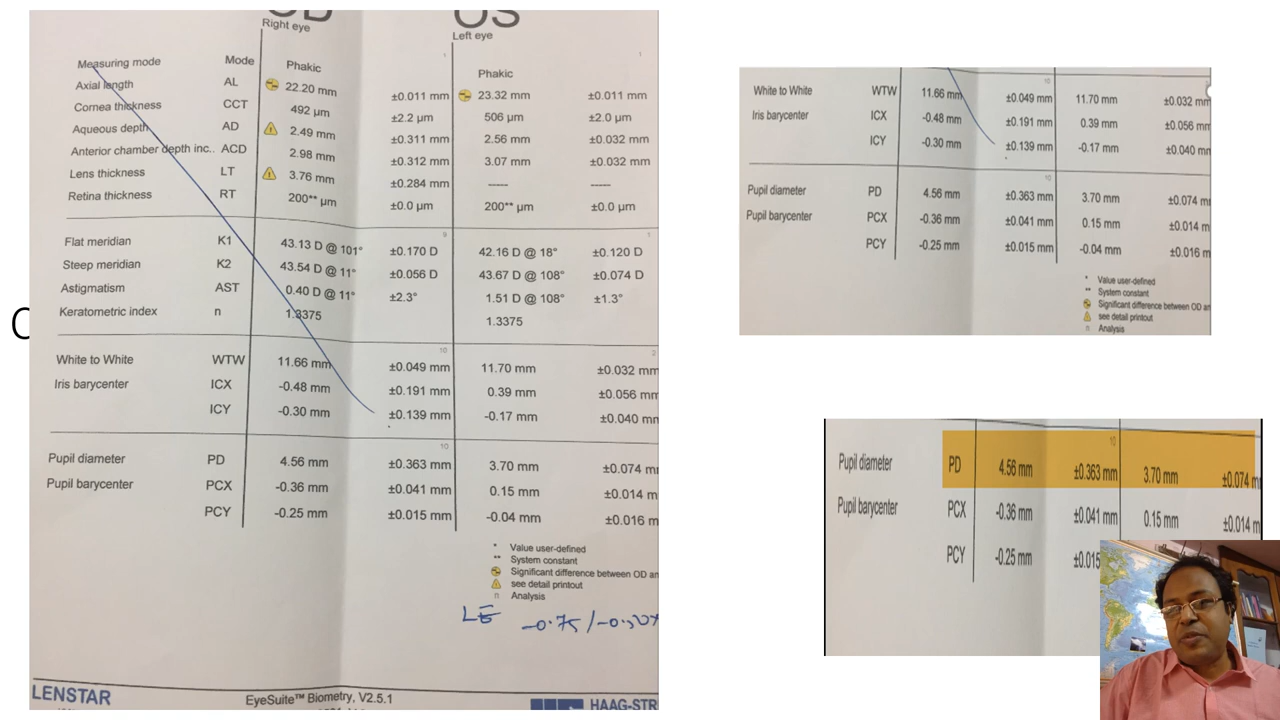 OD OS
Right eye Left eye
Measuring mode Mode Phakic Phakic
Axial length AL 22.20 mm ±0.011 mm 23.32 mm ±0.011 mm
Cornea thickness CCT 492 µm ±2.2 µm 506 µm ±2.0 µm
Aqueous depth AD 2.49 mm ±0.311 mm 2.56 mm ±0.032 mm
Anterior chamber depth inc.. ACD 2.98 mm ±0.312 mm 3.07 mm ±0.032 mm
Lens thickness LT 3.76 mm ±0.284 mm ----- -----
Retina thickness RT 200** µm ±0.0 µm 200** µm ±0.0 µm
9 1
Flat meridian K1 43.13 D @ 101° ±0.170 D 42.16 D @ 18° ±0.120 D
Steep meridian K2 43.54 D @ 11° ±0.056 D 43.67 D @ 108° ±0.074 D
Astigmatism AST 0.40 D @ 11° ±2.3° 1.51 D @ 108° ±1.3°
Keratometric index n 1.3375 1.3375
10 2
White to White WTW 11.66 mm ±0.049 mm 11.70 mm ±0.032 mm
Iris barycenter ICX -0.48 mm ±0.191 mm 0.39 mm ±0.056 mm
ICY -0.30 mm ±0.139 mm -0.17 mm ±0.040 mm
10
Pupil diameter PD 4.56 mm ±0.363 mm 3.70 mm ±0.074 m
Pupil barycenter PCX -0.36 mm ±0.041 mm 0.15 mm ±0.014 m
PCY -0.25 mm ±0.015 mm -0.04 mm ±0.016 m
* Value user-defined
** System constant
Significant difference between OD an
see detail printout
n Analysis
LE -0.75 /
LENSTAR EyeSuite™ Biometry, V2.5.1 HAAG-STR
10
White to White WTW 11.66 mm ±0.049 mm 11.70 mm ±0.032 mm
Iris barycenter ICX -0.48 mm ±0.191 mm 0.39 mm ±0.056 mm
ICY -0.30 mm ±0.139 mm -0.17 mm ±0.040 mm
10
Pupil diameter PD 4.56 mm ±0.363 mm 3.70 mm ±0.074 m
Pupil barycenter PCX -0.36 mm ±0.041 mm 0.15 mm ±0.014 m
PCY -0.25 mm ±0.015 mm -0.04 mm ±0.016 m
* Value user-defined
** System constant
Significant difference between OD an
see detail printout
n Analysis
10
Pupil diameter PD 4.56 mm ±0.363 mm 3.70 mm ±0.074 m
Pupil barycenter PCX -0.36 mm ±0.041 mm 0.15 mm ±0.014 m
PCY -0.25 mm ±0.015